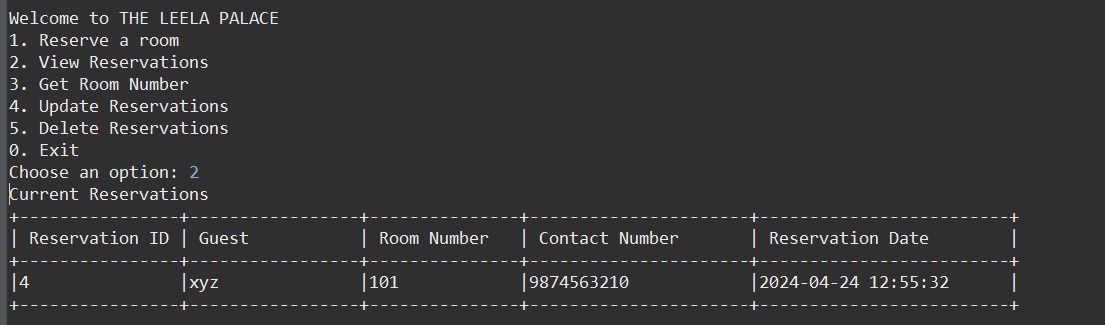 Welcome to THE LEELA PALACE
1. Reserve a room
2. View Reservations
3. Get Room Number
4. Update Reservations
5. Delete Reservations
0. Exit
Choose an option: 2
Current Reservations
+----------------+-----------------+---------------+----------------------+-------------------------+
| Reservation ID | Guest           | Room Number   | Contact Number       | Reservation Date        |
+----------------+-----------------+---------------+----------------------+-------------------------+
|4               |xyz              |101            |9874563210            |2024-04-24 12:55:32      |
+----------------+-----------------+---------------+----------------------+-------------------------+